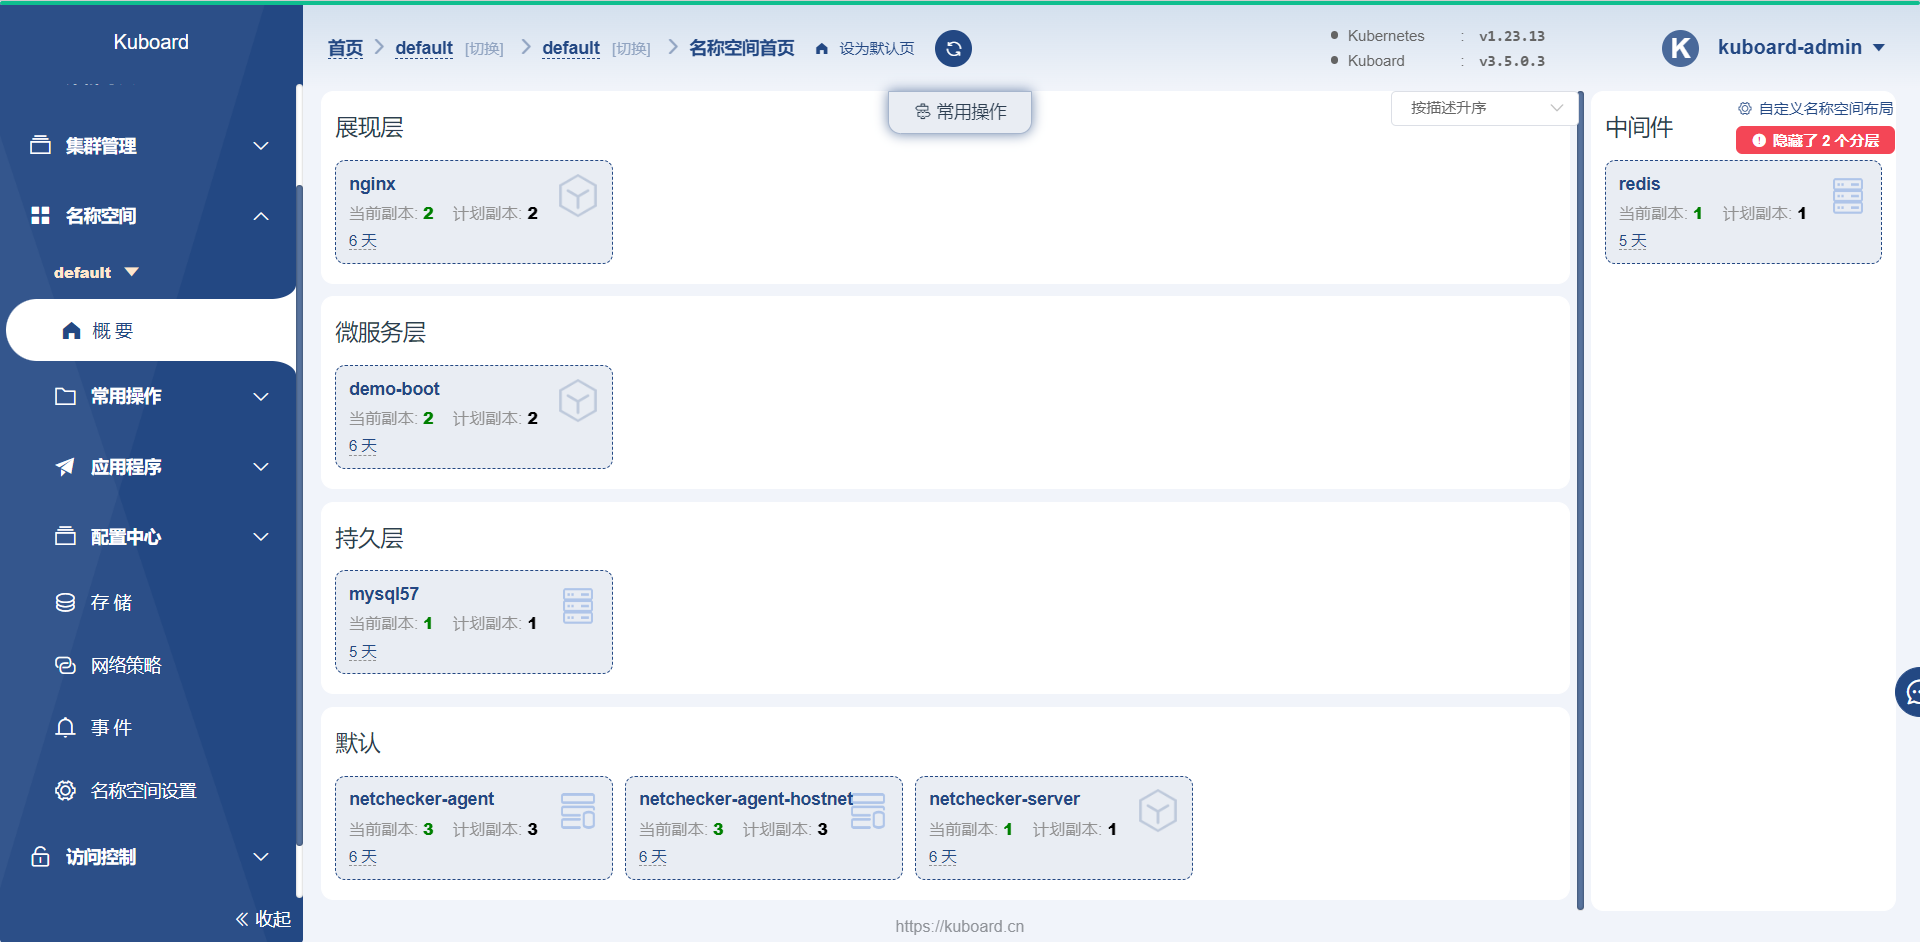 Kuboard
集群管理
名称空间
default
概 要
常用操作
应用程序
配置中心
存 储
网络策略
事 件
名称空间设置
访问控制
收起
首页 default [切换] default [切换] 名称空间首页 设为默认页
Kubernetes : v1.23.13
Kuboard : v3.5.0.3
K kuboard-admin
常用操作
按描述升序
展现层
nginx
当前副本: 2 计划副本: 2
6 天
微服务层
demo-boot
当前副本: 2 计划副本: 2
6 天
持久层
mysql57
当前副本: 1 计划副本: 1
5 天
默认
netchecker-agent
当前副本: 3 计划副本: 3
6 天
netchecker-agent-hostnet
当前副本: 3 计划副本: 3
6 天
netchecker-server
当前副本: 1 计划副本: 1
6 天
自定义名称空间布局
中间件
隐藏了 2 个分层
redis
当前副本: 1 计划副本: 1
5 天
https://kuboard.cn